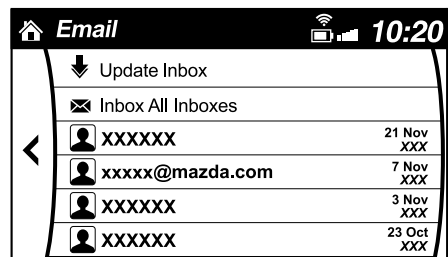 Email 10:20
Update Inbox
Inbox All Inboxes
XXXXXX 21 Nov
XXX
xxxxx@mazda.com 7 Nov
XXX
XXXXXX 3 Nov
XXX
XXXXXX 23 Oct
XXX